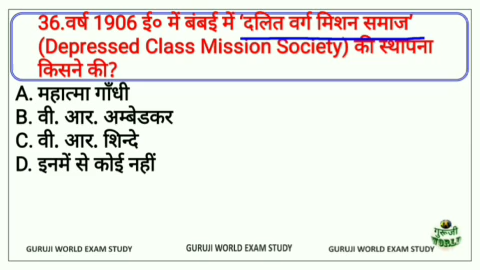 36.वर्ष 1906 ई० में बंबई में ‘दलित वर्ग मिशन समाज’
(Depressed Class Mission Society) की स्थापना
किसने की?
A. महात्मा गाँधी
B. वी. आर. अम्बेडकर
C. वी. आर. शिन्दे
D. इनमें से कोई नहीं
गुरूजी
WORLD
GURUJI WORLD EXAM STUDY GURUJI WORLD EXAM STUDY GURUJI WORLD EXAM STUDY